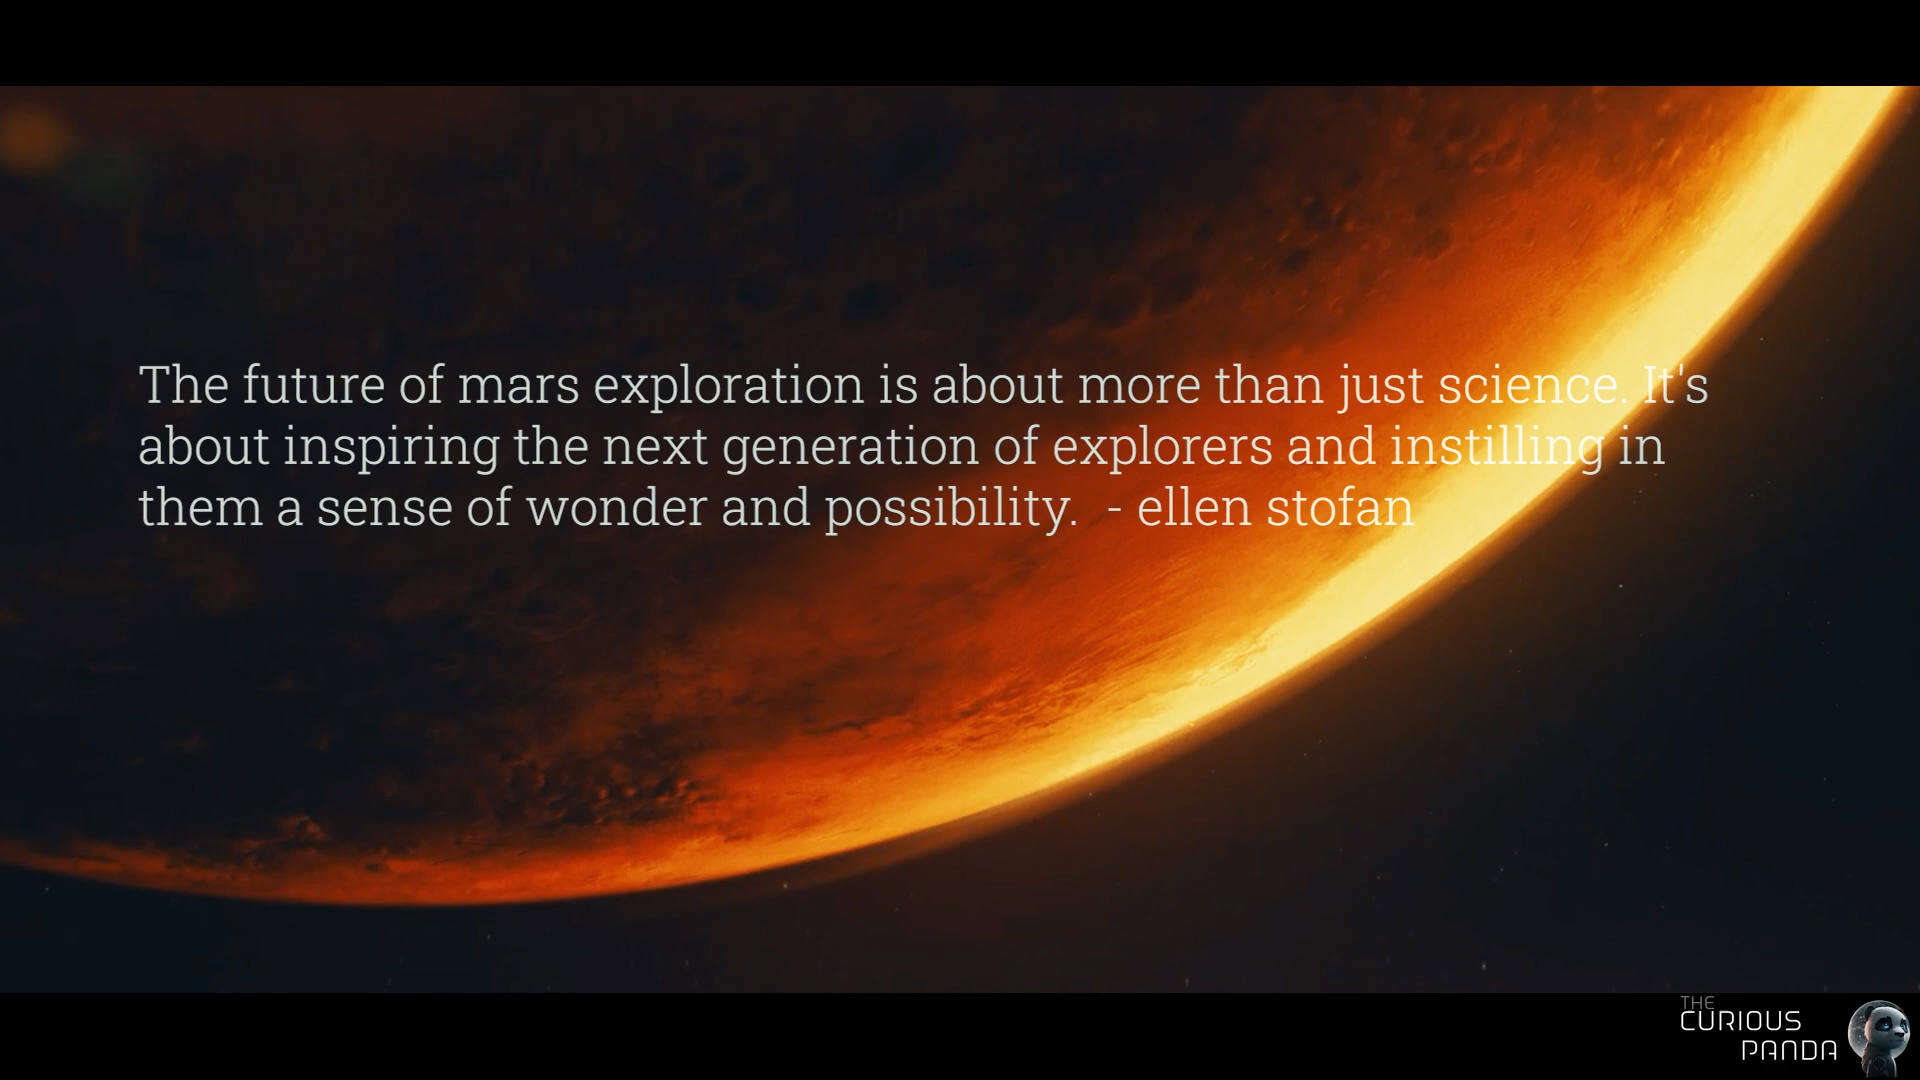 The future of mars exploration is about more than just science. It's
about inspiring the next generation of explorers and instilling in
them a sense of wonder and possibility.  - ellen stofan
THE
CURIOUS
PANDA